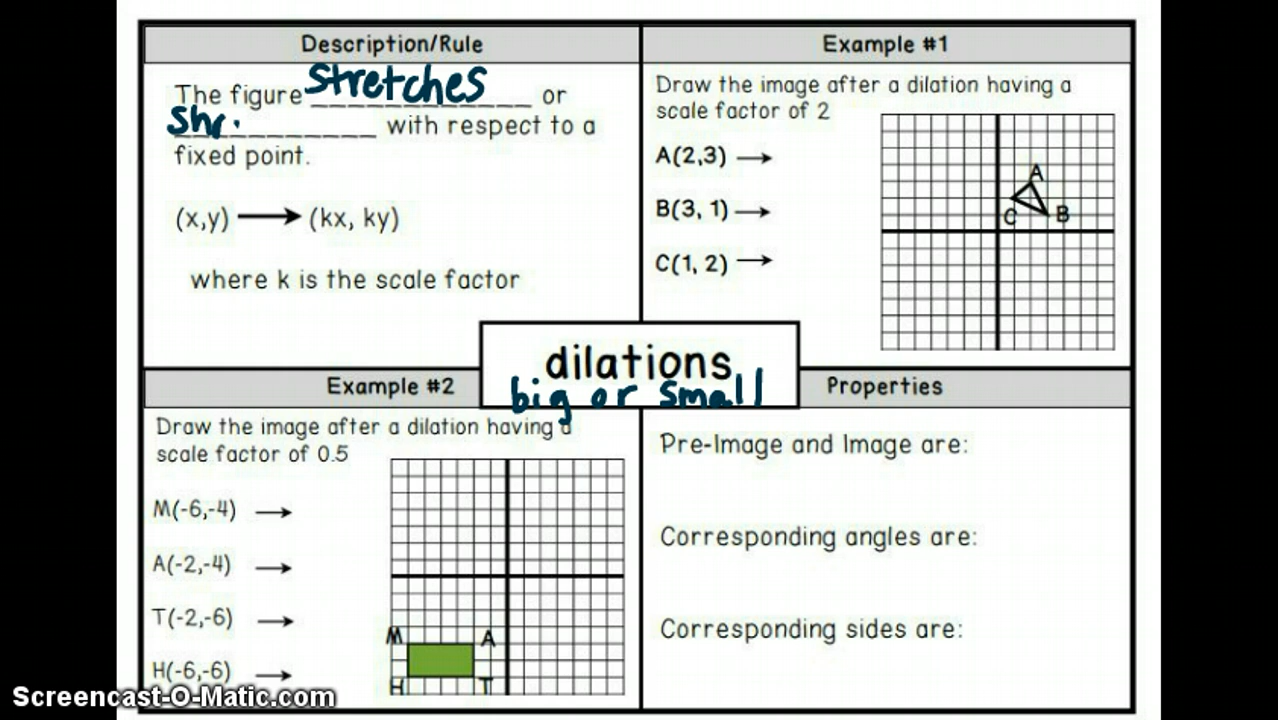 Description/Rule
The figure stretches or
shr. with respect to a
fixed point.
(x,y) → (kx, ky)
where k is the scale factor
Example #1
Draw the image after a dilation having a
scale factor of 2
A(2,3) →
B(3, 1) →
C(1, 2) →
A
C B
dilations
big or small
Example #2
Draw the image after a dilation having a
scale factor of 0.5
M(-6,-4) →
A(-2,-4) →
T(-2,-6) →
H(-6,-6) →
M A
H T
Properties
Pre-Image and Image are:
Corresponding angles are:
Corresponding sides are:
Screencast-O-Matic.com